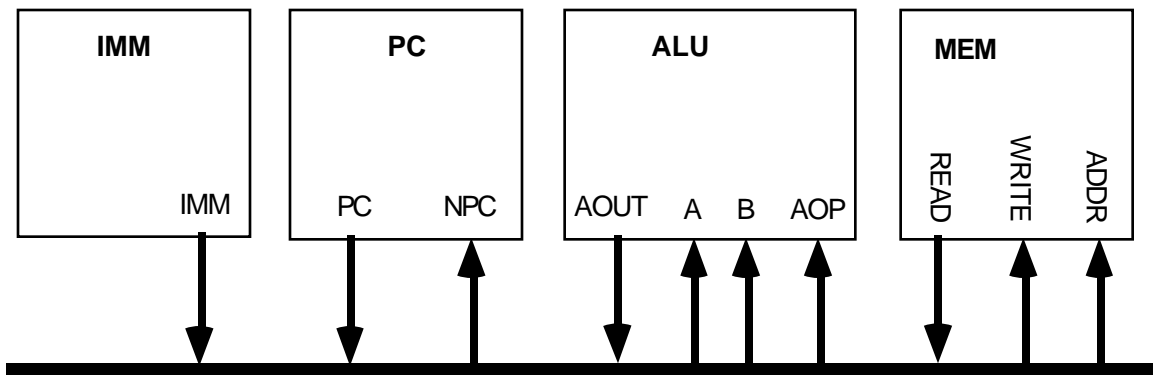 IMM PC ALU MEM
IMM PC NPC AOUT A B AOP READ WRITE ADDR